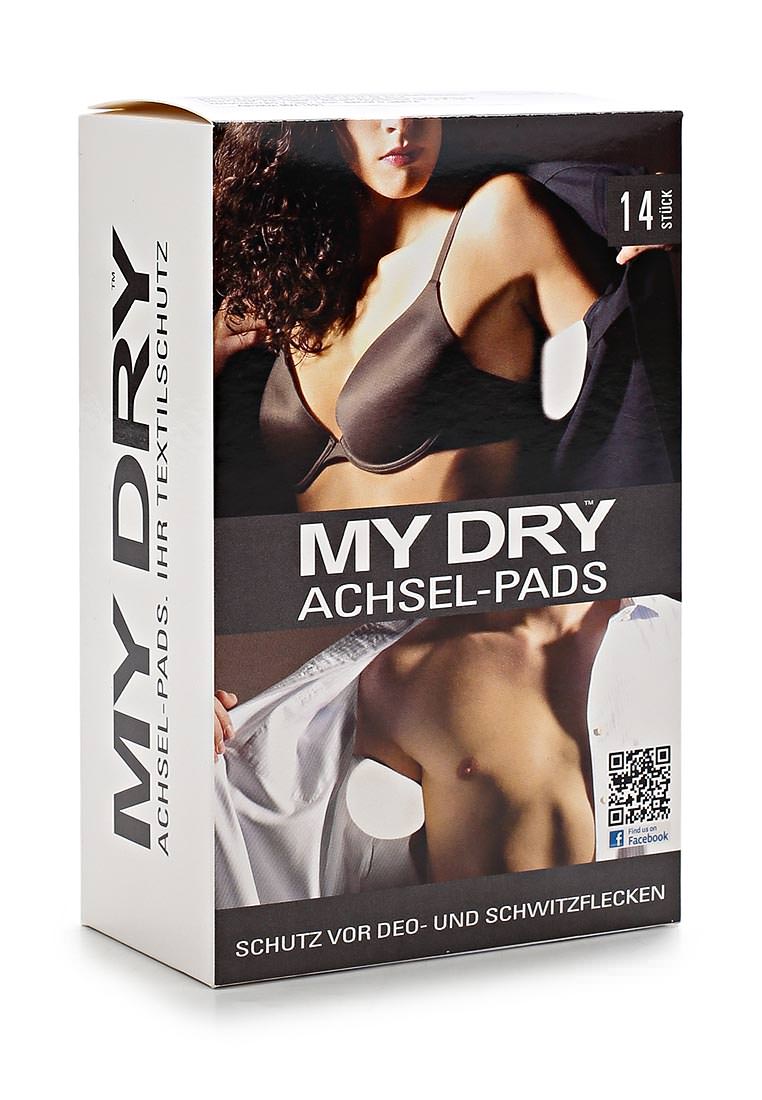 MY DRY™
ACHSEL-PADS. IHR TEXTILSCHUTZ
14 STÜCK
MY DRY™
ACHSEL-PADS
Find us on
Facebook
SCHUTZ VOR DEO- UND SCHWITZFLECKEN